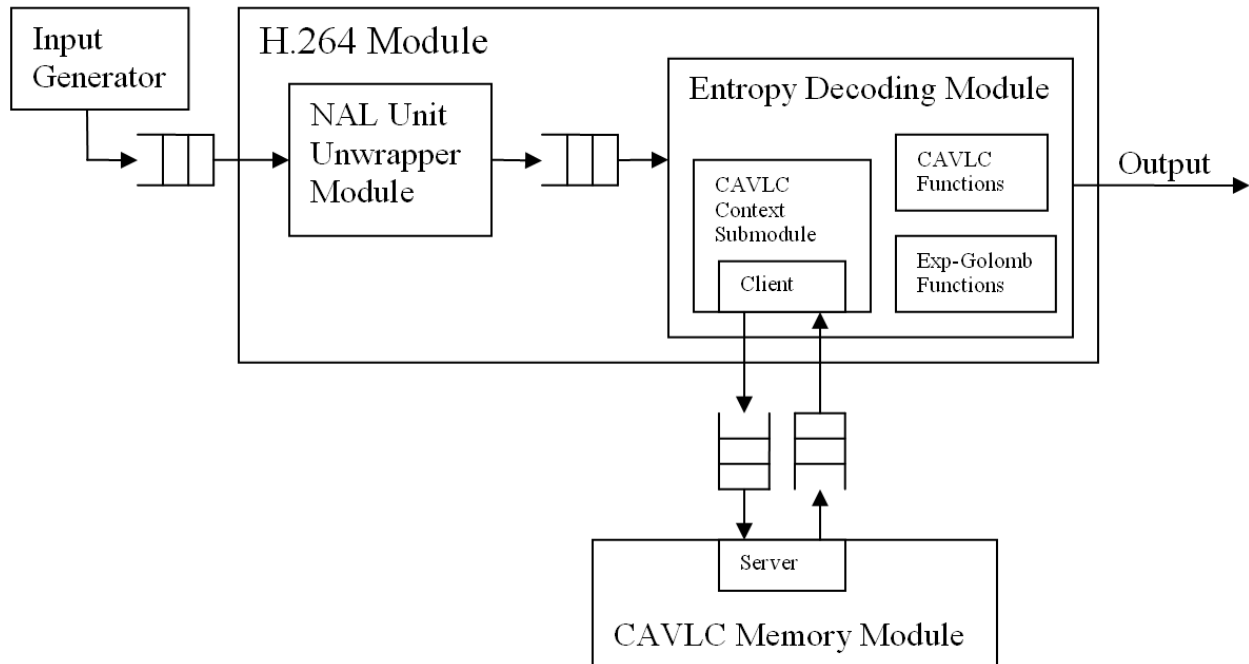 Input
Generator
H.264 Module
NAL Unit
Unwrapper
Module
Entropy Decoding Module
CAVLC
Context
Submodule
Client
CAVLC
Functions
Exp-Golomb
Functions
Output
Server
CAVLC Memory Module